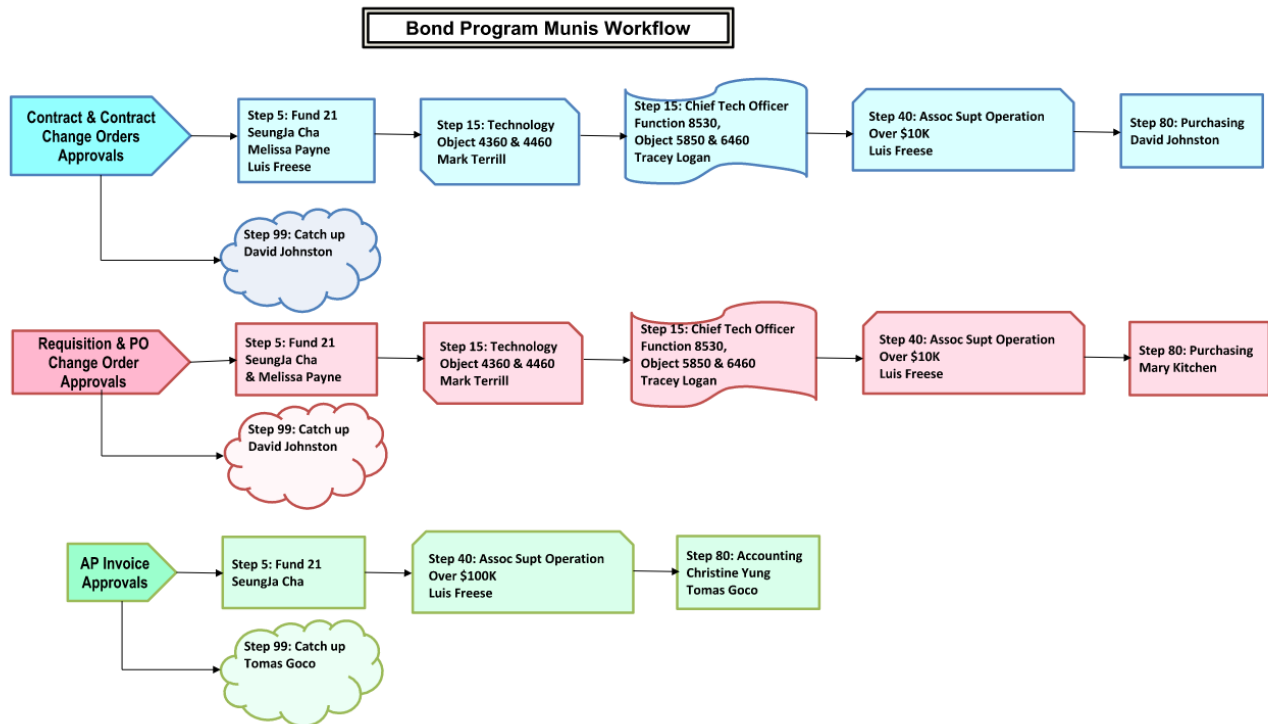 Bond Program Munis Workflow
Contract & Contract
Change Orders
Approvals
Step 5: Fund 21
SeungJa Cha
Melissa Payne
Luis Freese
Step 15: Technology
Object 4360 & 4460
Mark Terrill
Step 15: Chief Tech Officer
Function 8530,
Object 5850 & 6460
Tracey Logan
Step 40: Assoc Supt Operation
Over $10K
Luis Freese
Step 80: Purchasing
David Johnston
Step 99: Catch up
David Johnston
Requisition & PO
Change Order
Approvals
Step 5: Fund 21
SeungJa Cha
& Melissa Payne
Step 15: Technology
Object 4360 & 4460
Mark Terrill
Step 15: Chief Tech Officer
Function 8530,
Object 5850 & 6460
Tracey Logan
Step 40: Assoc Supt Operation
Over $10K
Luis Freese
Step 80: Purchasing
Mary Kitchen
Step 99: Catch up
David Johnston
AP Invoice
Approvals
Step 5: Fund 21
SeungJa Cha
Step 40: Assoc Supt Operation
Over $100K
Luis Freese
Step 80: Accounting
Christine Yung
Tomas Goco
Step 99: Catch up
Tomas Goco